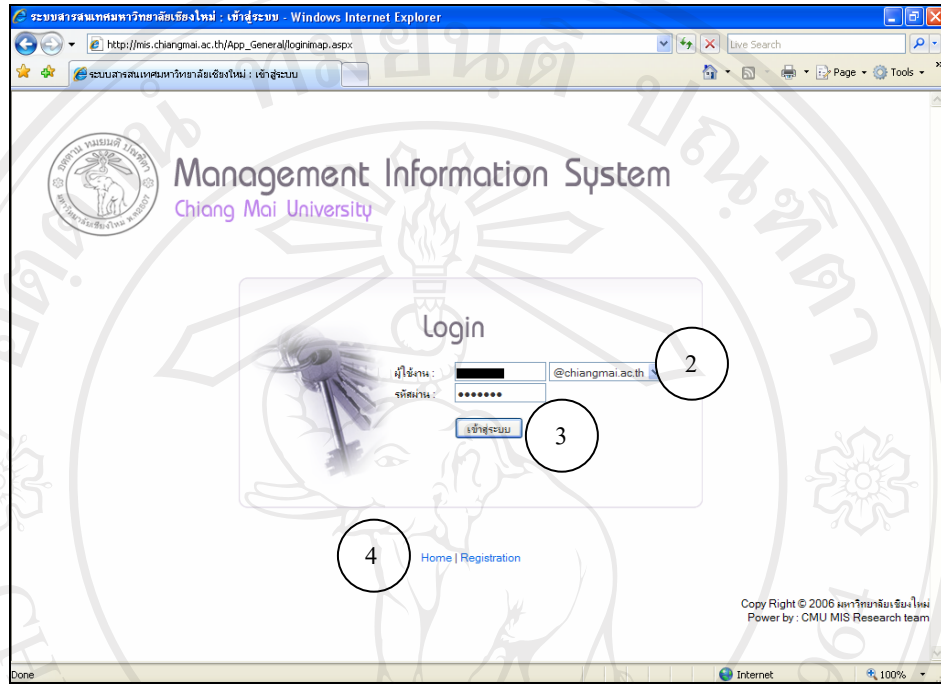 ระบบสารสนเทศมหาวิทยาลัยเชียงใหม่ : เข้าสู่ระบบ - Windows Internet Explorer
http://mis.chiangmai.ac.th/App_General/loginimap.aspx
Live Search
ระบบสารสนเทศมหาวิทยาลัยเชียงใหม่ : เข้าสู่ระบบ
Page
Tools
Management Information System
Chiang Mai University
Login
ผู้ใช้งาน :
@chiangmai.ac.th
2
รหัสผ่าน :
•••••••
เข้าสู่ระบบ
3
4
Home | Registration
Copy Right © 2006 มหาวิทยาลัยเชียงใหม่
Power by : CMU MIS Research team
Done
Internet
100%